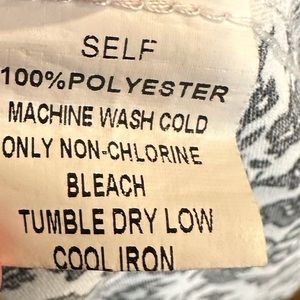 SELF
100%POLYESTER
MACHINE WASH COLD
ONLY NON-CHLORINE
BLEACH
TUMBLE DRY LOW
COOL IRON